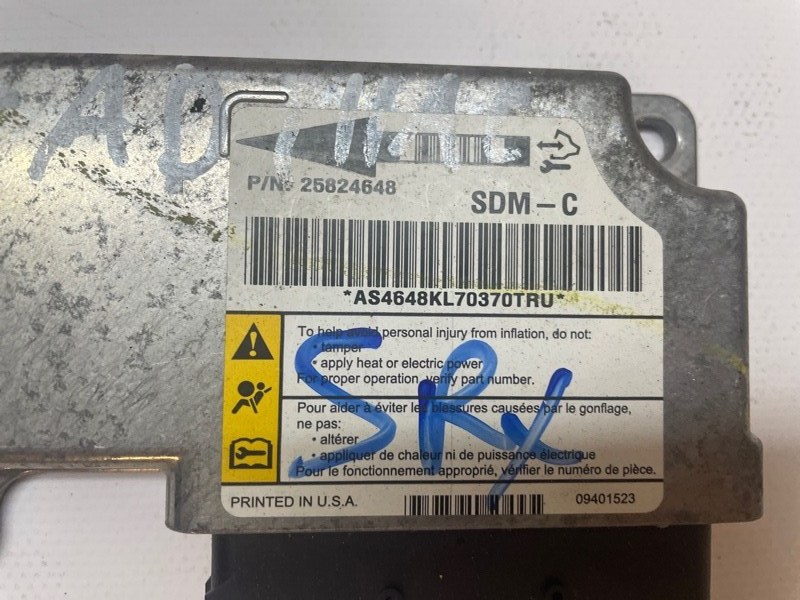 P/N: 25824648
SDM-C
*AS4648KL70370TRU*
To help avoid personal injury from inflation, do not:
• tamper
• apply heat or electric power
For proper operation, verify part number.
Pour aider à éviter les blessures causées par le gonflage,
ne pas:
• altérer
• appliquer de chaleur ni de puissance électrique
Pour le fonctionnement approprié, vérifier le numéro de pièce.
SRX
PRINTED IN U.S.A.
09401523